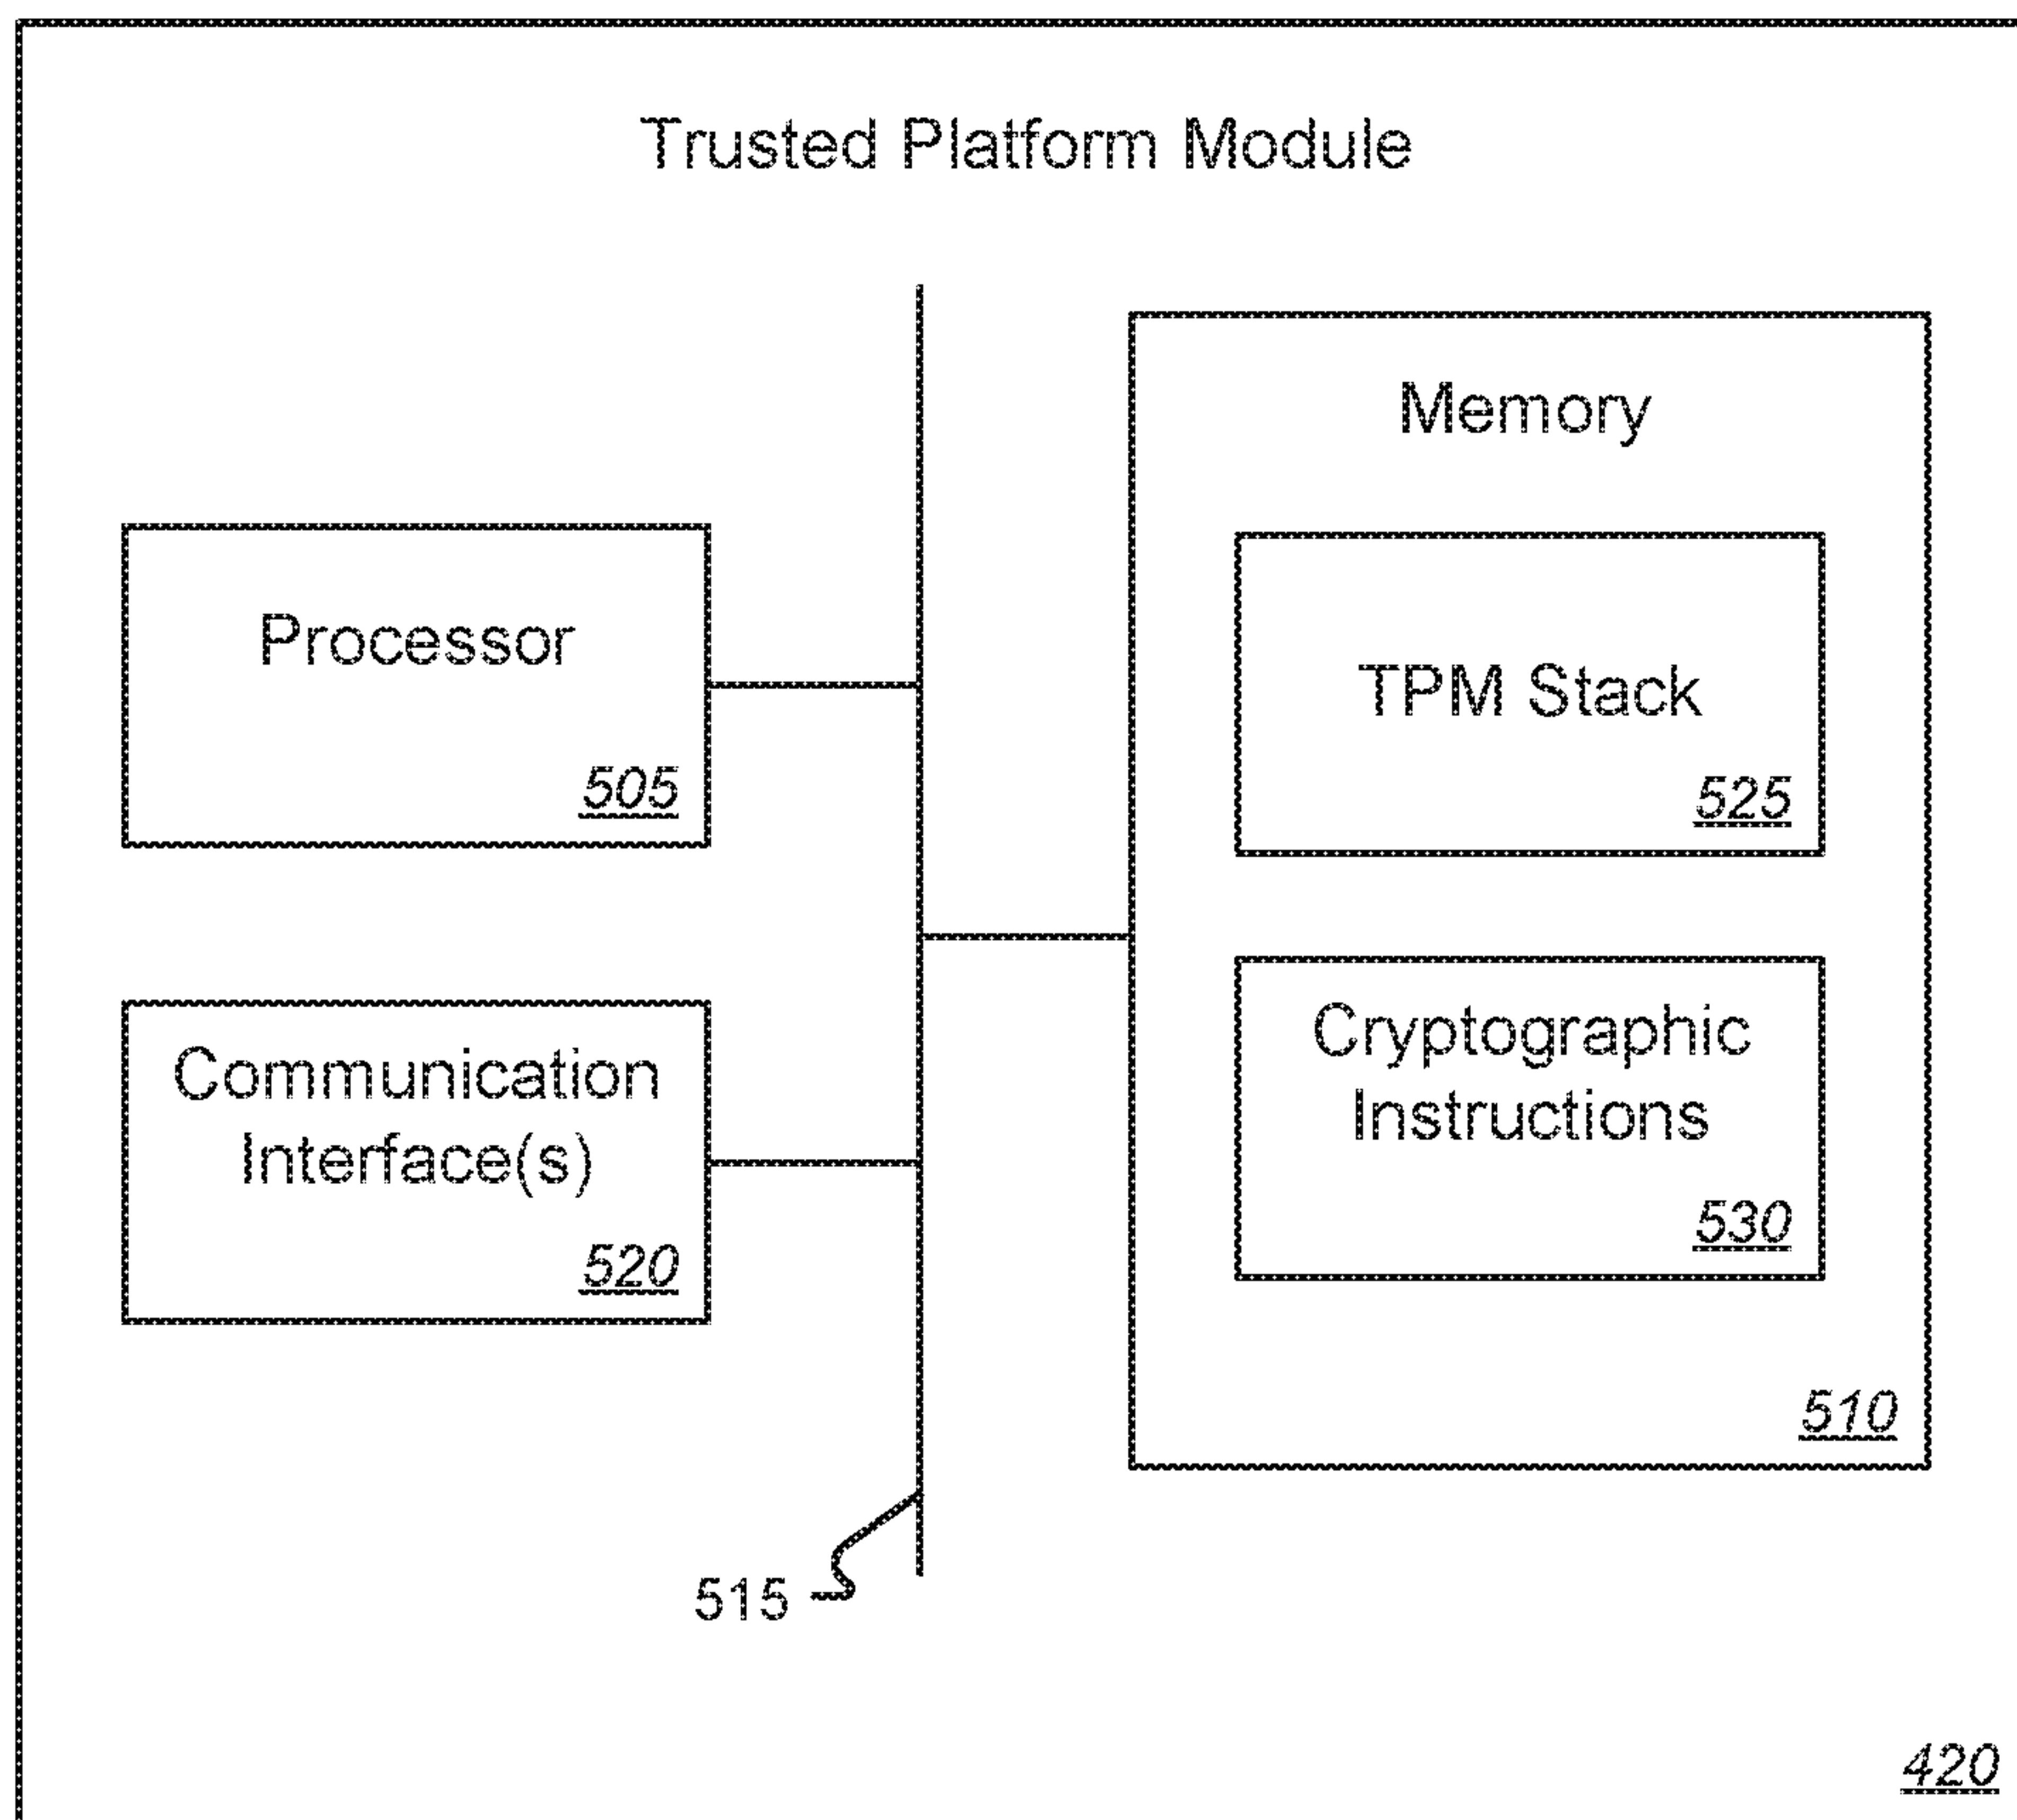 Trusted Platform Module
Processor
505
Communication
Interface(s)
520
515
Memory
TPM Stack
525
Cryptographic
Instructions
530
510
420